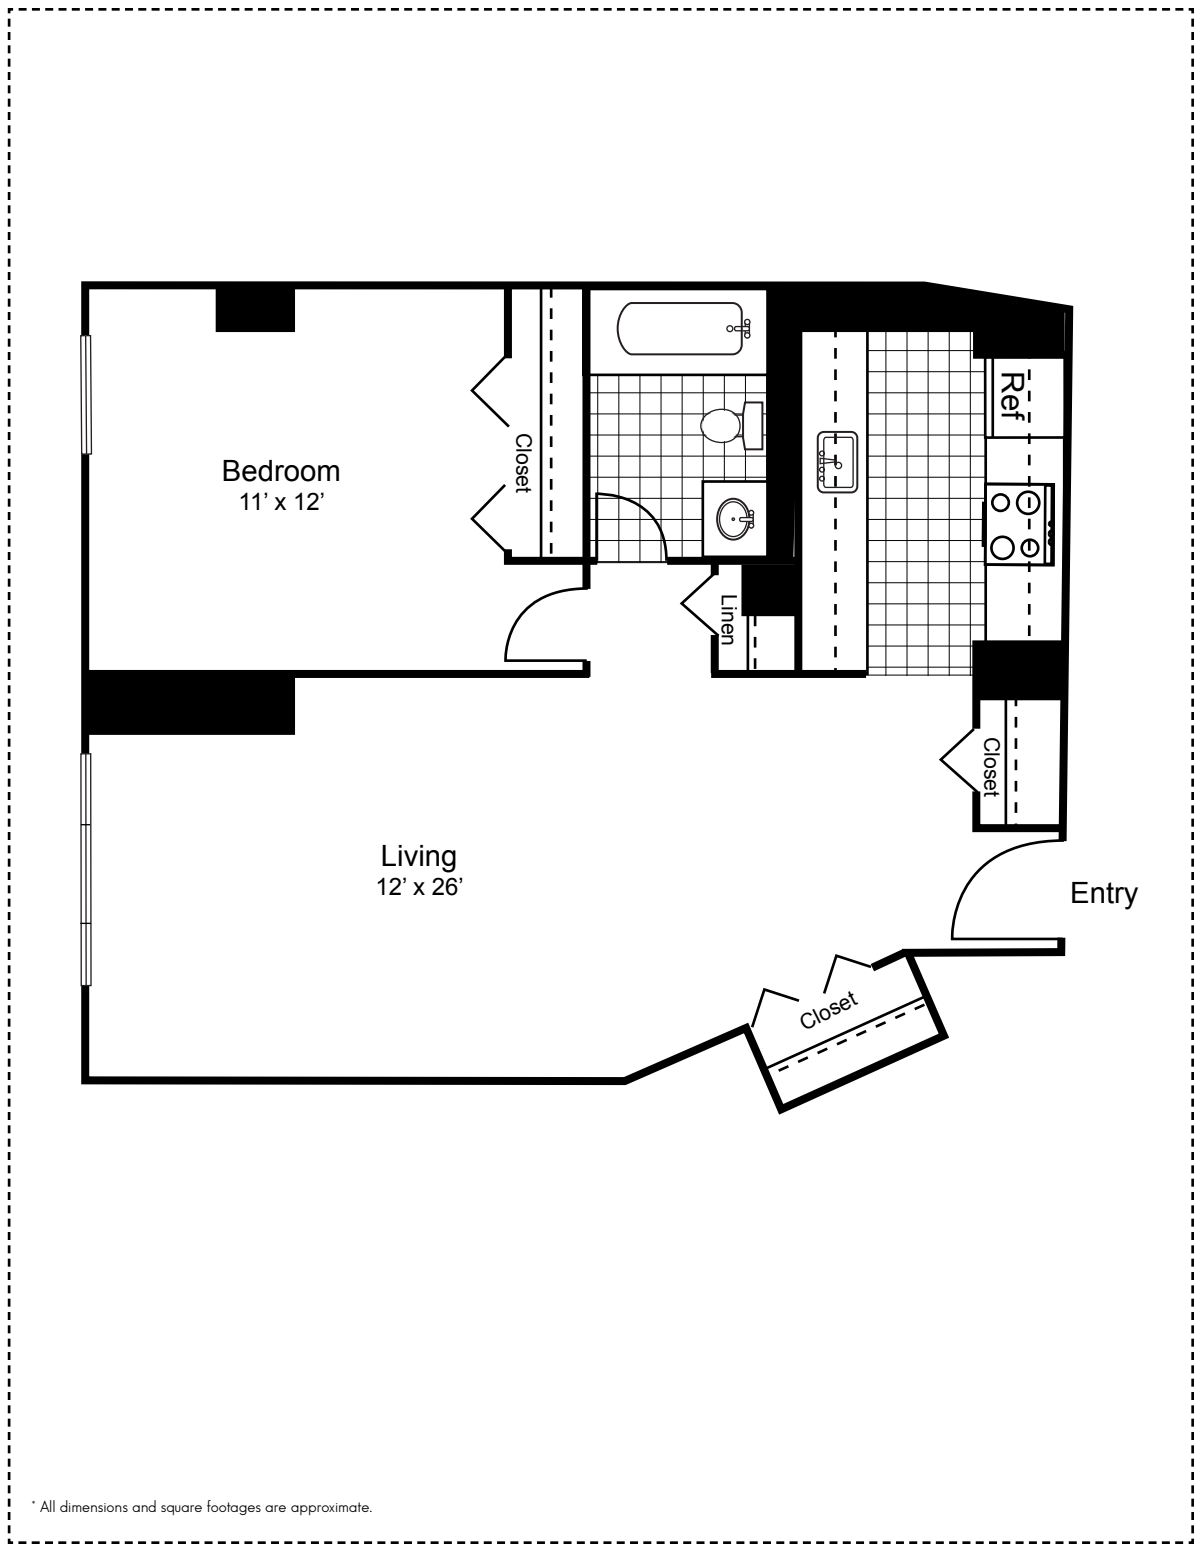 Ref
Closet
Bedroom
11’ x 12’
Linen
Closet
Living
12’ x 26’
Entry
Closet
* All dimensions and square footages are approximate.